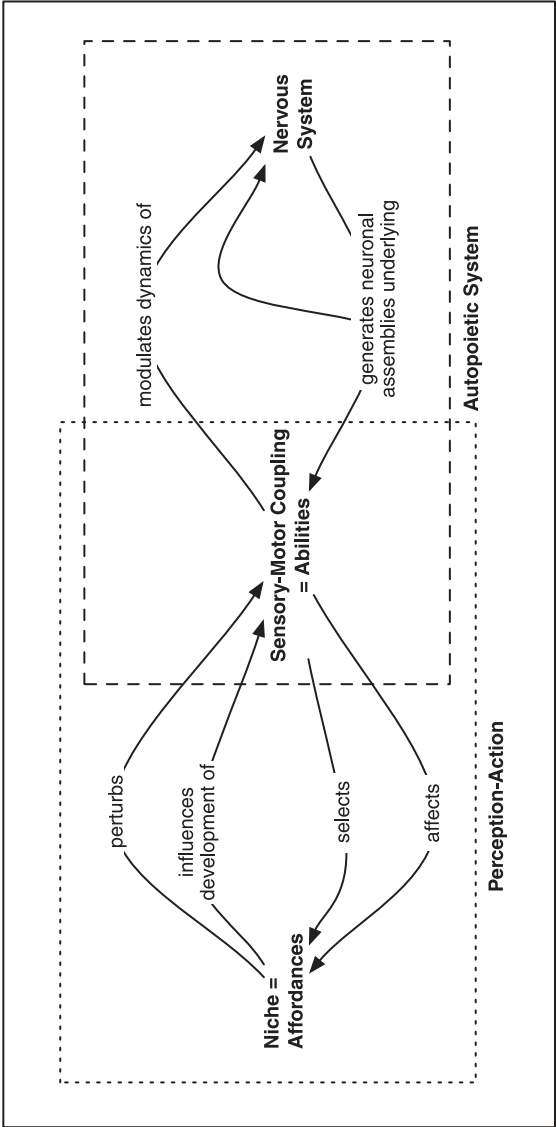 perturbs
influences
development of
Niche =
Affordances
selects
affects
Perception-Action
Sensory-Motor Coupling
= Abilities
modulates dynamics of
Nervous
System
generates neuronal
assemblies underlying
Autopoietic System